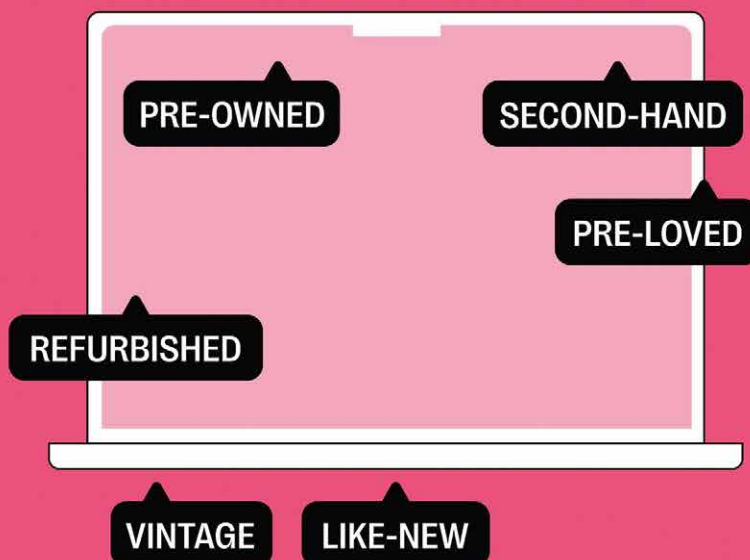 PRE-OWNED
SECOND-HAND
PRE-LOVED
REFURBISHED
VINTAGE
LIKE-NEW